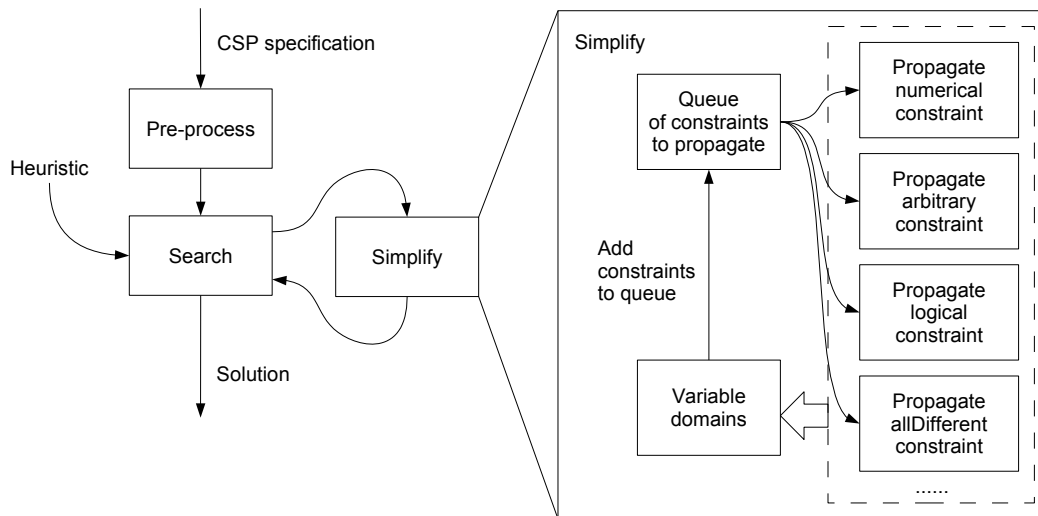 CSP specification
Pre-process
Heuristic
Search
Simplify
Solution
Simplify
Queue
of constraints
to propagate
Add
constraints
to queue
Variable
domains
Propagate
numerical
constraint
Propagate
arbitrary
constraint
Propagate
logical
constraint
Propagate
allDifferent
constraint
......